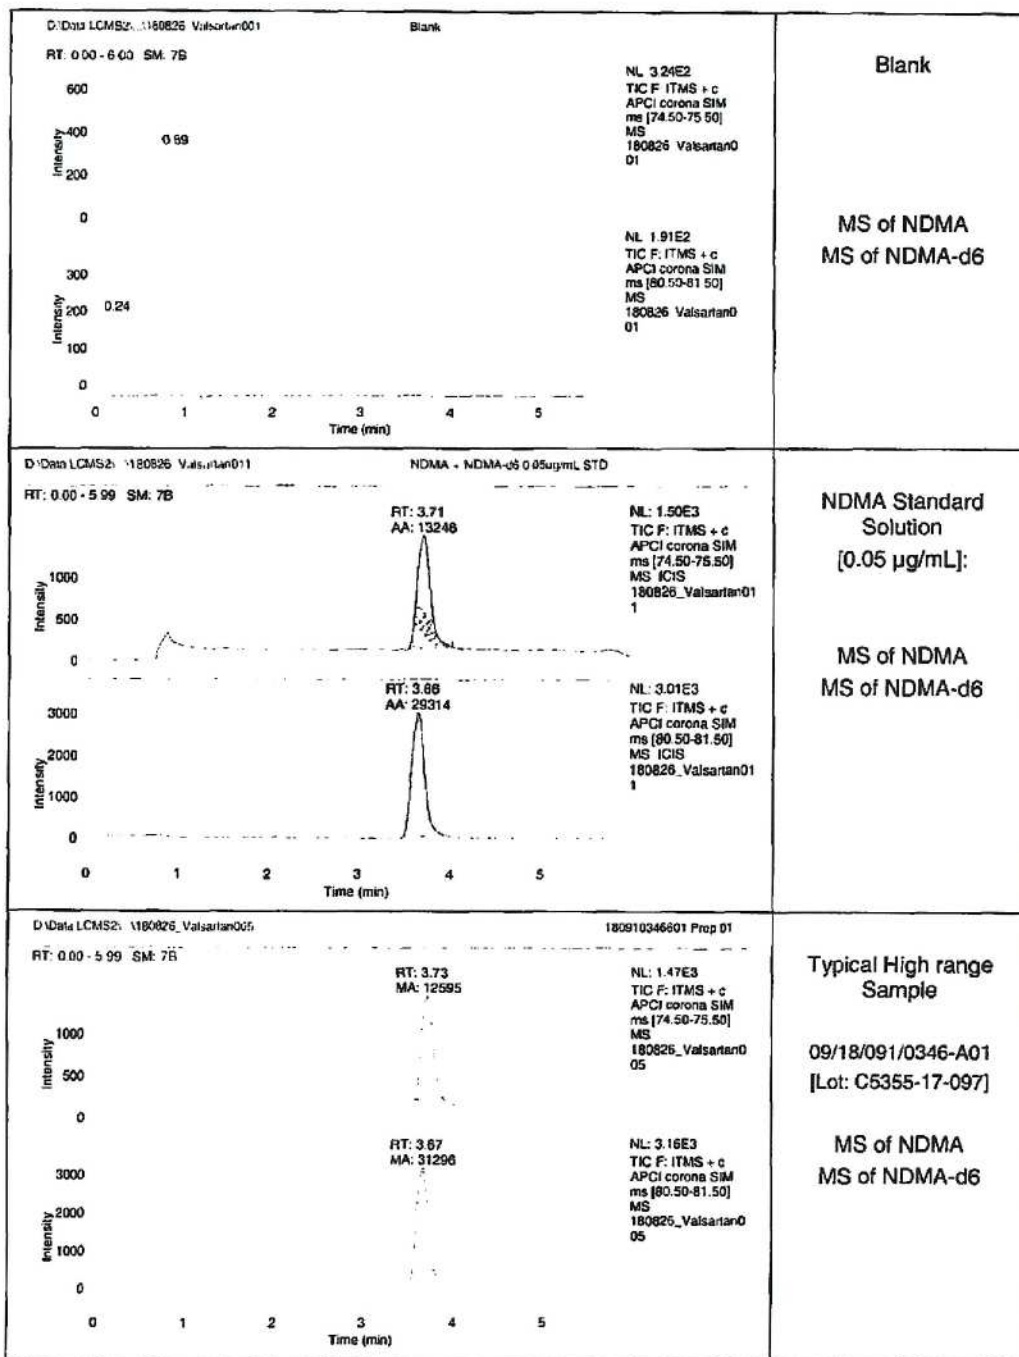 D:\Data LCMS2\...\180826_Valsartan001 Blank
RT: 0.00 - 6.00 SM: 7B
NL 3.24E2
TIC F: ITMS + c
APCI corona SIM
ms [74.50-75.50]
MS
180826_Valsartan0
01
600
400
200
0
Intensity
0.89
NL 1.91E2
TIC F: ITMS + c
APCI corona SIM
ms [80.50-81.50]
MS
180826_Valsartan0
01
300
200
100
0
Intensity
0.24
0 1 2 3 4 5
Time (min)
Blank
MS of NDMA
MS of NDMA-d6
D:\Data LCMS2\...\180826_Valsartan011 NDMA + NDMA-d6 0.05ug/mL STD
RT: 0.00 - 5.99 SM: 7B
RT: 3.71
AA: 13246
NL: 1.50E3
TIC F: ITMS + c
APCI corona SIM
ms [74.50-75.50]
MS ICIS
180826_Valsartan01
1
1000
500
0
Intensity
RT: 3.66
AA: 29314
NL: 3.01E3
TIC F: ITMS + c
APCI corona SIM
ms [80.50-81.50]
MS ICIS
180826_Valsartan01
1
3000
2000
1000
0
Intensity
0 1 2 3 4 5
Time (min)
NDMA Standard
Solution
[0.05 µg/mL]:
MS of NDMA
MS of NDMA-d6
D:\Data LCMS2\...\180826_Valsartan005 180910346601 Prep 01
RT: 0.00 - 5.99 SM: 7B
RT: 3.73
MA: 12595
NL: 1.47E3
TIC F: ITMS + c
APCI corona SIM
ms [74.50-75.50]
MS
180826_Valsartan0
05
1000
500
0
Intensity
RT: 3.67
MA: 31296
NL: 3.16E3
TIC F: ITMS + c
APCI corona SIM
ms [80.50-81.50]
MS
180826_Valsartan0
05
3000
2000
1000
0
Intensity
0 1 2 3 4 5
Time (min)
Typical High range
Sample
09/18/091/0346-A01
[Lot: C5355-17-097]
MS of NDMA
MS of NDMA-d6